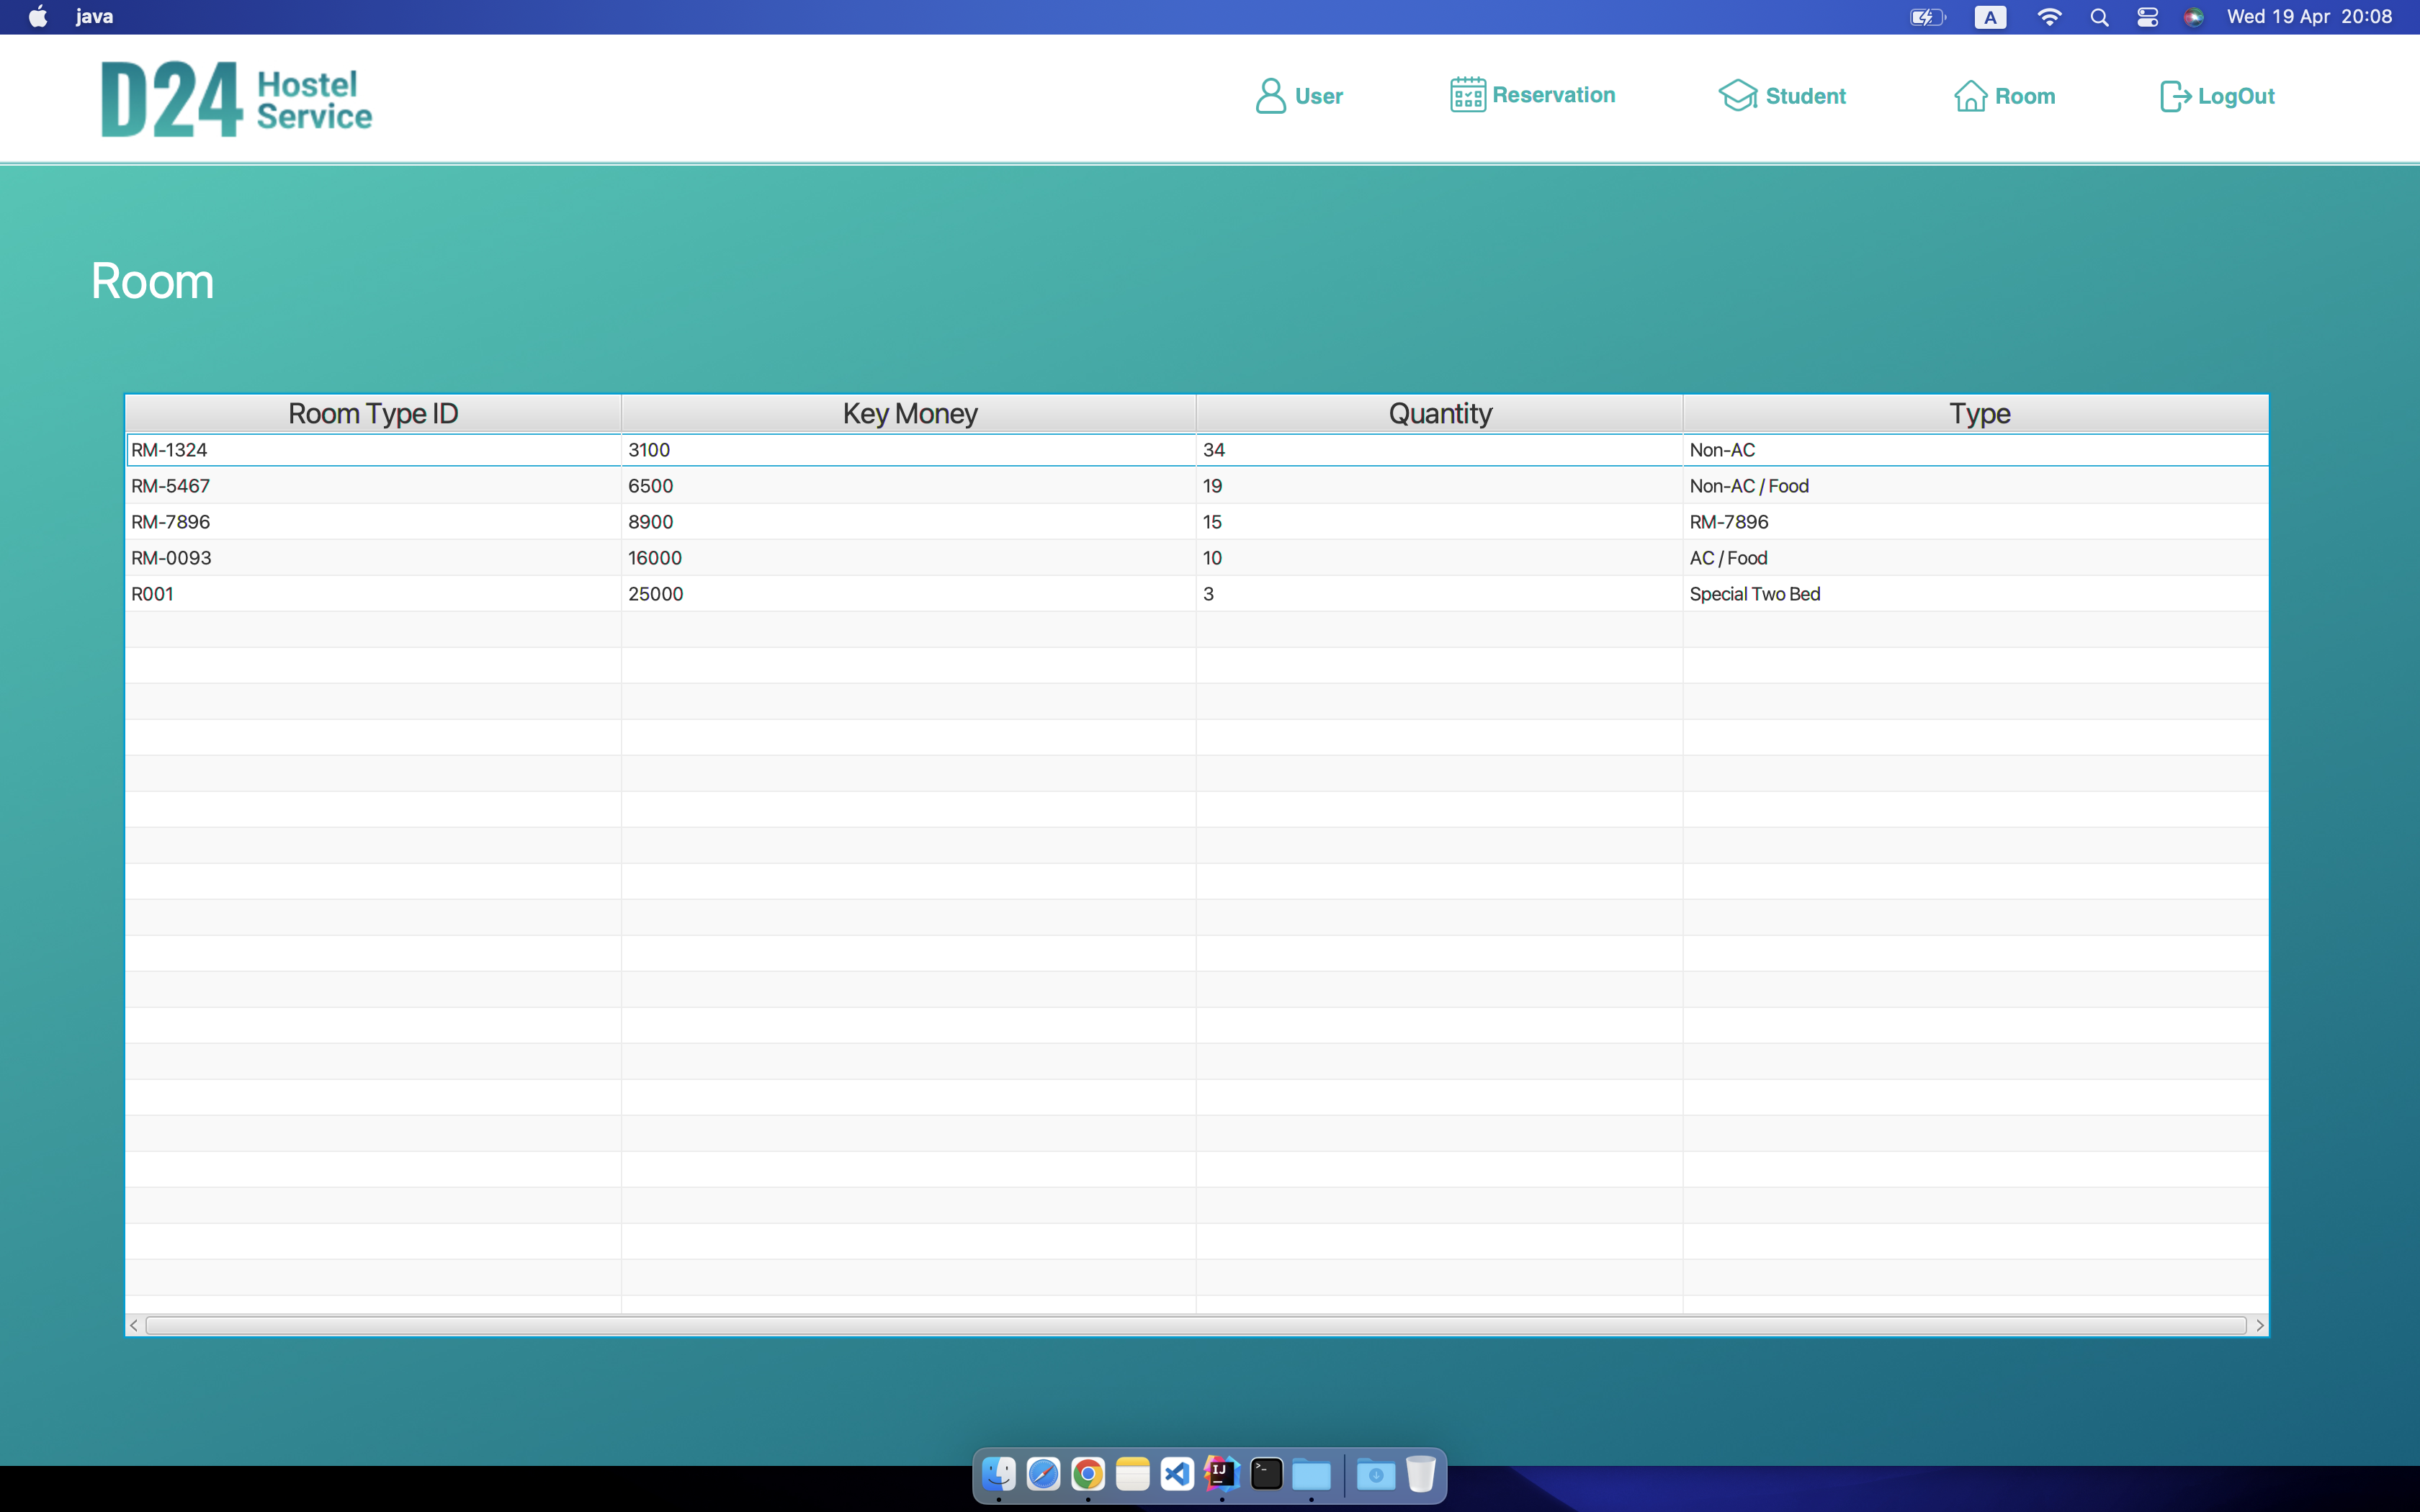 java
A
Wed 19 Apr 20:08
D24 Hostel Service
User
Reservation
Student
Room
LogOut
Room
Room Type ID Key Money Quantity Type
RM-1324 3100 34 Non-AC
RM-5467 6500 19 Non-AC / Food
RM-7896 8900 15 RM-7896
RM-0093 16000 10 AC / Food
R001 25000 3 Special Two Bed
IJ